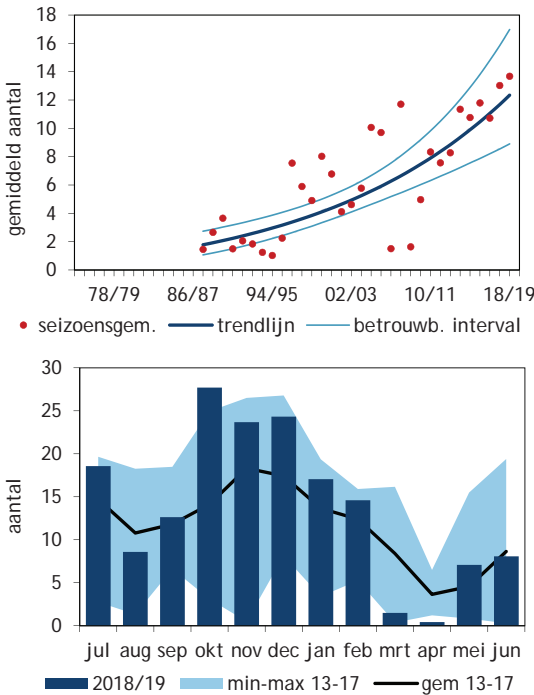 gemiddeld aantal
18
16
14
12
10
8
6
4
2
0
78/79 86/87 94/95 02/03 10/11 18/19
seizoensgem. trendlijn betrouwb. interval
aantal
30
25
20
15
10
5
0
jul aug sep okt nov dec jan feb mrt apr mei jun
2018/19 min-max 13-17 gem 13-17